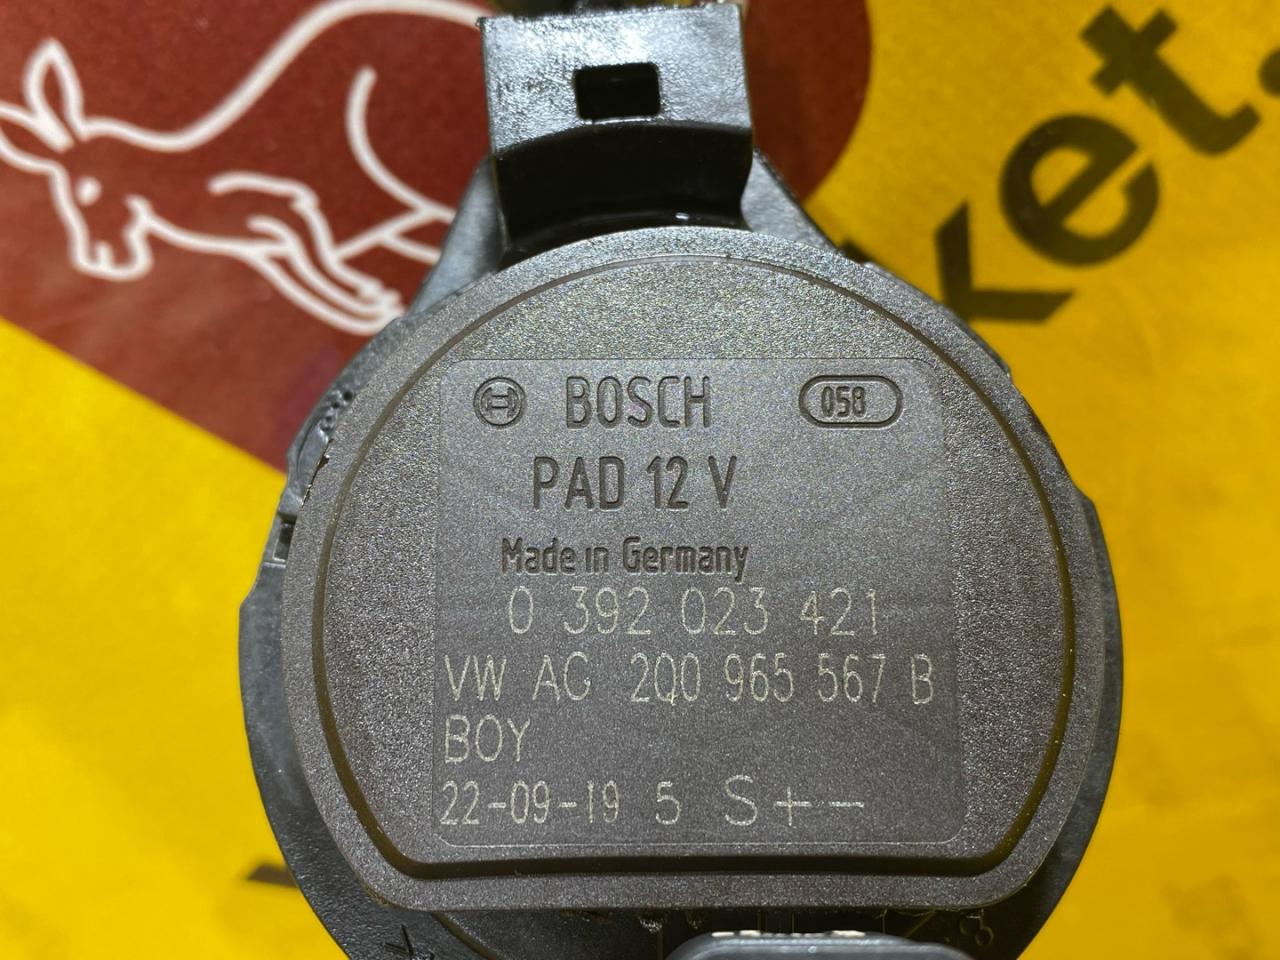 ket.
BOSCH 058
PAD 12 V
Made in Germany
0 392 023 421
VW AG 2Q0 965 567 B
BOY
22-09-19 5 S + -